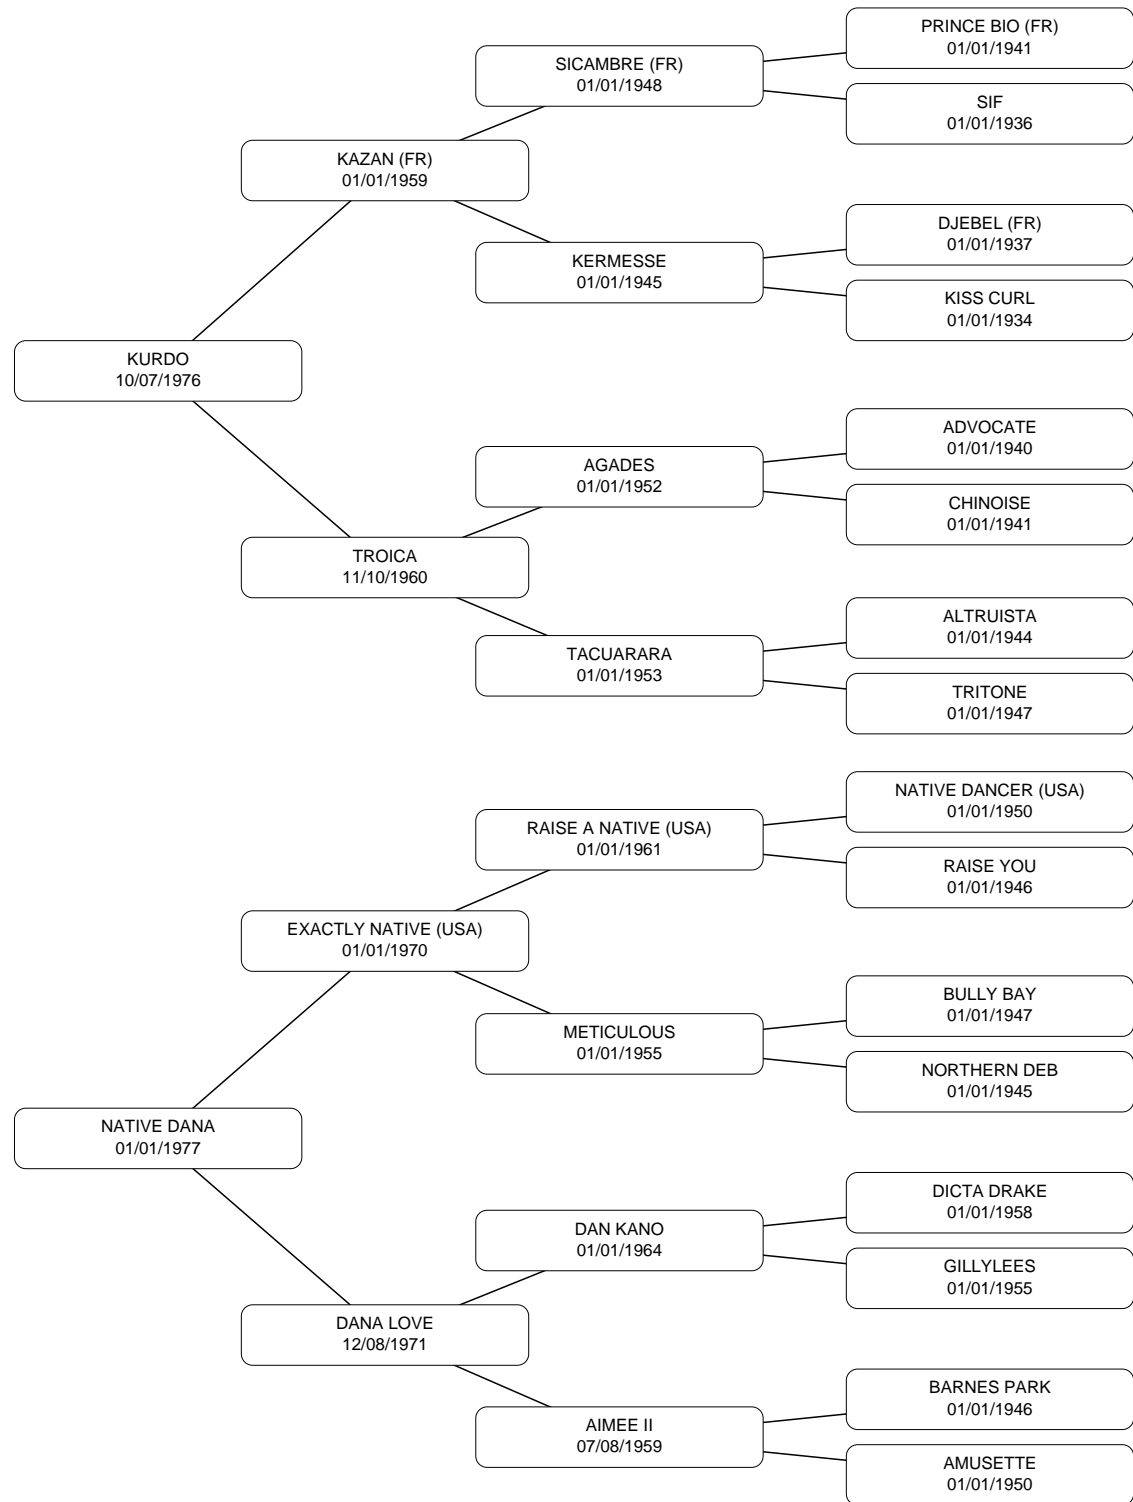 PRINCE BIO (FR)
01/01/1941
SICAMBRE (FR)
01/01/1948
SIF
01/01/1936
KAZAN (FR)
01/01/1959
DJEBEL (FR)
01/01/1937
KERMESSE
01/01/1945
KISS CURL
01/01/1934
KURDO
10/07/1976
ADVOCATE
01/01/1940
AGADES
01/01/1952
CHINOISE
01/01/1941
TROICA
11/10/1960
ALTRUISTA
01/01/1944
TACUARARA
01/01/1953
TRITONE
01/01/1947
NATIVE DANCER (USA)
01/01/1950
RAISE A NATIVE (USA)
01/01/1961
RAISE YOU
01/01/1946
EXACTLY NATIVE (USA)
01/01/1970
BULLY BAY
01/01/1947
METICULOUS
01/01/1955
NORTHERN DEB
01/01/1945
NATIVE DANA
01/01/1977
DICTA DRAKE
01/01/1958
DAN KANO
01/01/1964
GILLYLEES
01/01/1955
DANA LOVE
12/08/1971
BARNES PARK
01/01/1946
AIMEE II
07/08/1959
AMUSETTE
01/01/1950